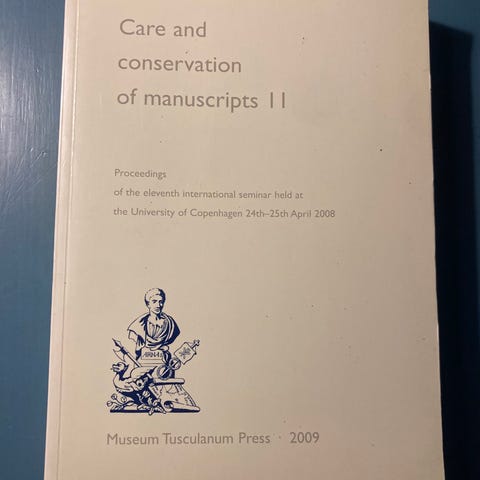 Care and
conservation
of manuscripts 11
Proceedings
of the eleventh international seminar held at
the University of Copenhagen 24th–25th April 2008
Museum Tusculanum Press · 2009